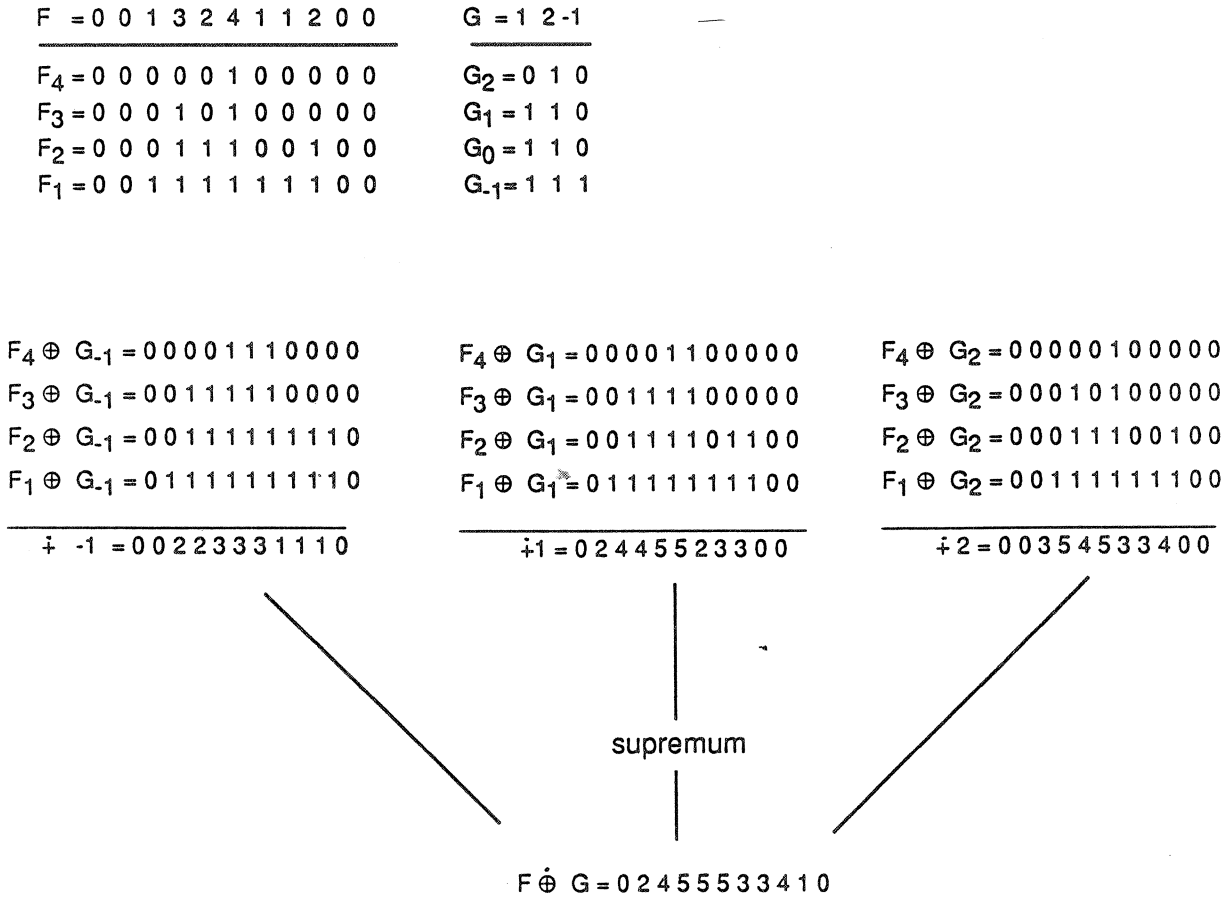 F = 0 0 1 3 2 4 1 1 2 0 0
G = 1 2 -1
F4 = 0 0 0 0 0 1 0 0 0 0 0
G2 = 0 1 0
F3 = 0 0 0 1 0 1 0 0 0 0 0
G1 = 1 1 0
F2 = 0 0 0 1 1 1 0 0 1 0 0
G0 = 1 1 0
F1 = 0 0 1 1 1 1 1 1 1 0 0
G-1 = 1 1 1
F4 ⊕ G-1 = 0 0 0 0 1 1 1 0 0 0 0
F4 ⊕ G1 = 0 0 0 0 1 1 0 0 0 0 0
F4 ⊕ G2 = 0 0 0 0 0 1 0 0 0 0 0
F3 ⊕ G-1 = 0 0 1 1 1 1 1 0 0 0 0
F3 ⊕ G1 = 0 0 1 1 1 1 0 0 0 0 0
F3 ⊕ G2 = 0 0 0 1 0 1 0 0 0 0 0
F2 ⊕ G-1 = 0 0 1 1 1 1 1 1 1 1 0
F2 ⊕ G1 = 0 0 1 1 1 1 0 1 1 0 0
F2 ⊕ G2 = 0 0 0 1 1 1 0 0 1 0 0
F1 ⊕ G-1 = 0 1 1 1 1 1 1 1 1 1 0
F1 ⊕ G1 = 0 1 1 1 1 1 1 1 1 0 0
F1 ⊕ G2 = 0 0 1 1 1 1 1 1 1 0 0
∔ -1 = 0 0 2 2 3 3 3 1 1 1 0
∔ 1 = 0 2 4 4 5 5 2 3 3 0 0
∔ 2 = 0 0 3 5 4 5 3 3 4 0 0
supremum
F ⊕̇ G = 0 2 4 5 5 5 3 3 4 1 0